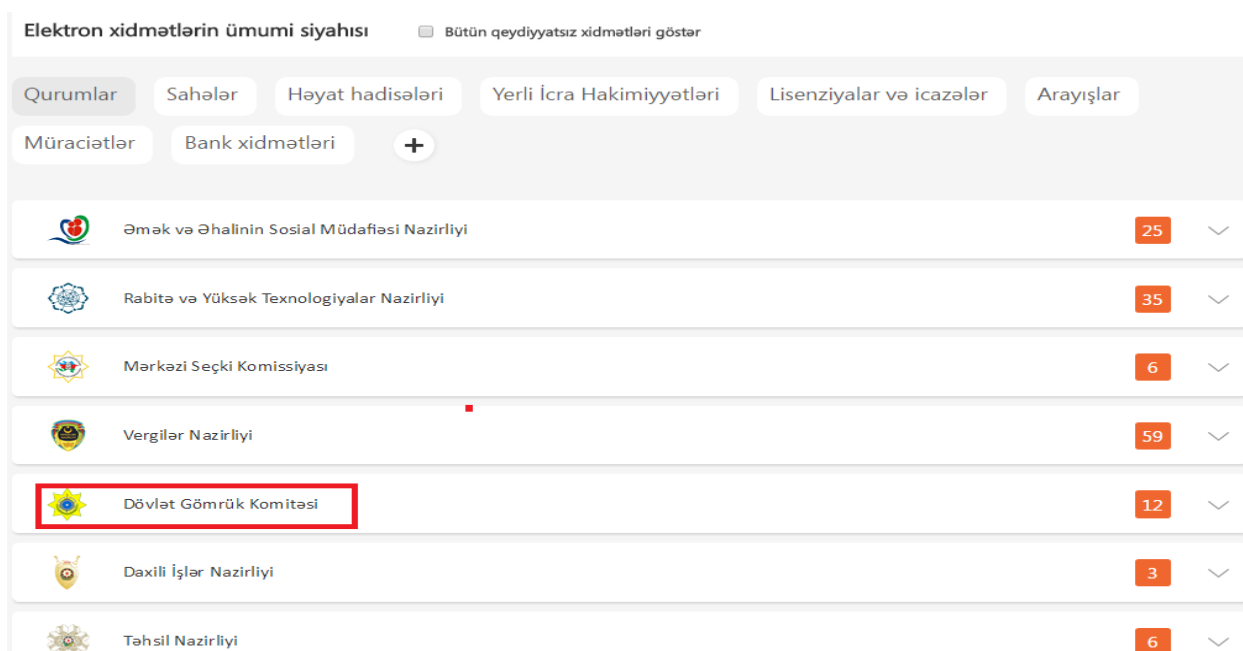 Elektron xidmətlərin ümumi siyahısı Bütün qeydiyyatsız xidmətləri göstər
Qurumlar Sahələr Həyat hadisələri Yerli İcra Hakimiyyətləri Lisenziyalar və icazələr Arayışlar
Müraciətlər Bank xidmətləri +
Əmək və Əhalinin Sosial Müdafiəsi Nazirliyi 25
Rabitə və Yüksək Texnologiyalar Nazirliyi 35
Mərkəzi Seçki Komissiyası 6
Vergilər Nazirliyi 59
Dövlət Gömrük Komitəsi 12
Daxili İşlər Nazirliyi 3
Təhsil Nazirliyi 6